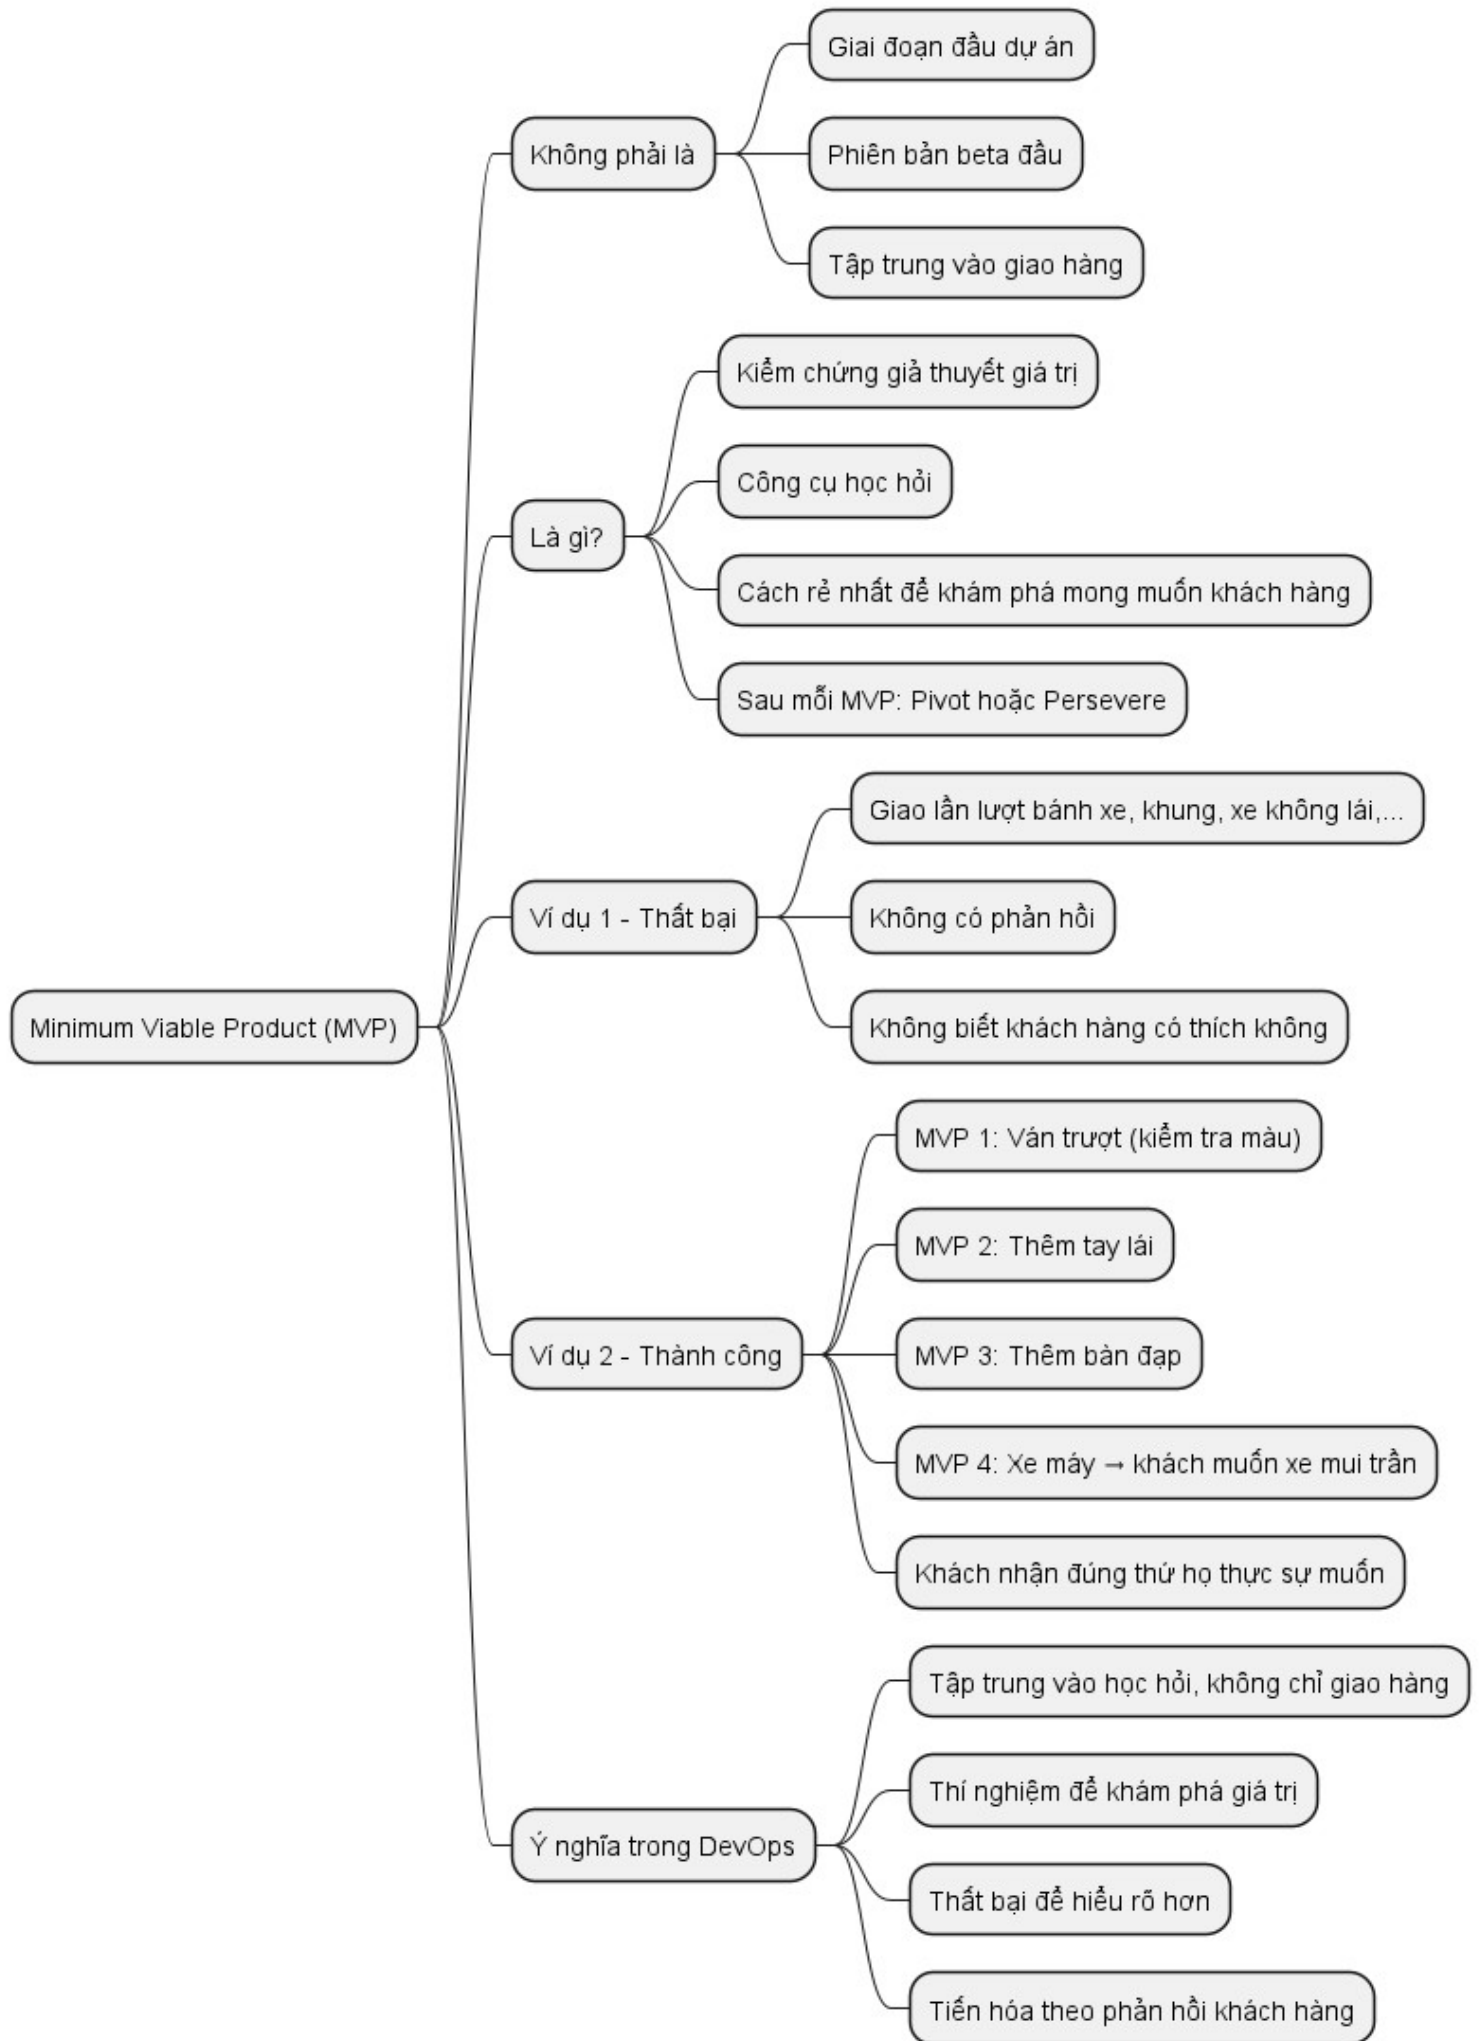 Minimum Viable Product (MVP)
Không phải là
Giai đoạn đầu dự án
Phiên bản beta đầu
Tập trung vào giao hàng
Là gì?
Kiểm chứng giả thuyết giá trị
Công cụ học hỏi
Cách rẻ nhất để khám phá mong muốn khách hàng
Sau mỗi MVP: Pivot hoặc Persevere
Ví dụ 1 - Thất bại
Giao lần lượt bánh xe, khung, xe không lái,...
Không có phản hồi
Không biết khách hàng có thích không
Ví dụ 2 - Thành công
MVP 1: Ván trượt (kiểm tra màu)
MVP 2: Thêm tay lái
MVP 3: Thêm bàn đạp
MVP 4: Xe máy → khách muốn xe mui trần
Khách nhận đúng thứ họ thực sự muốn
Ý nghĩa trong DevOps
Tập trung vào học hỏi, không chỉ giao hàng
Thí nghiệm để khám phá giá trị
Thất bại để hiểu rõ hơn
Tiến hóa theo phản hồi khách hàng